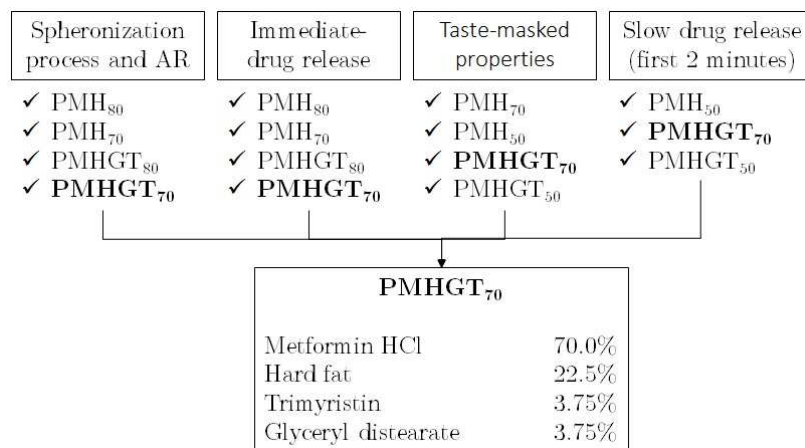 Spheronization
process and AR
✓ PMH₈₀
✓ PMH₇₀
✓ PMHGT₈₀
✓ PMHGT₇₀
Immediate-
drug release
✓ PMH₈₀
✓ PMH₇₀
✓ PMHGT₈₀
✓ PMHGT₇₀
Taste-masked
properties
✓ PMH₇₀
✓ PMH₅₀
✓ PMHGT₇₀
✓ PMHGT₅₀
Slow drug release
(first 2 minutes)
✓ PMH₅₀
✓ PMHGT₇₀
✓ PMHGT₅₀
PMHGT₇₀
Metformin HCl 70.0%
Hard fat 22.5%
Trimyristin 3.75%
Glyceryl distearate 3.75%